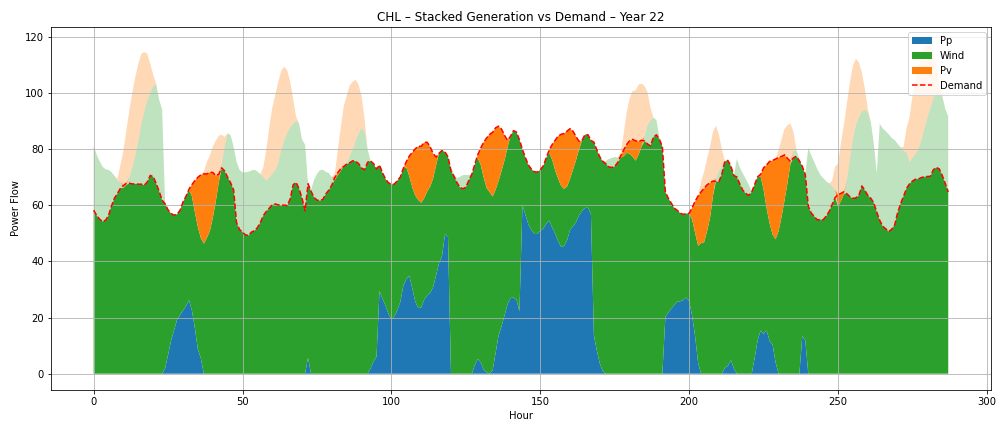 CHL – Stacked Generation vs Demand – Year 22
120
100
80
60
40
20
0
Power Flow
0
50
100
150
200
250
300
Hour
Pp
Wind
Pv
Demand